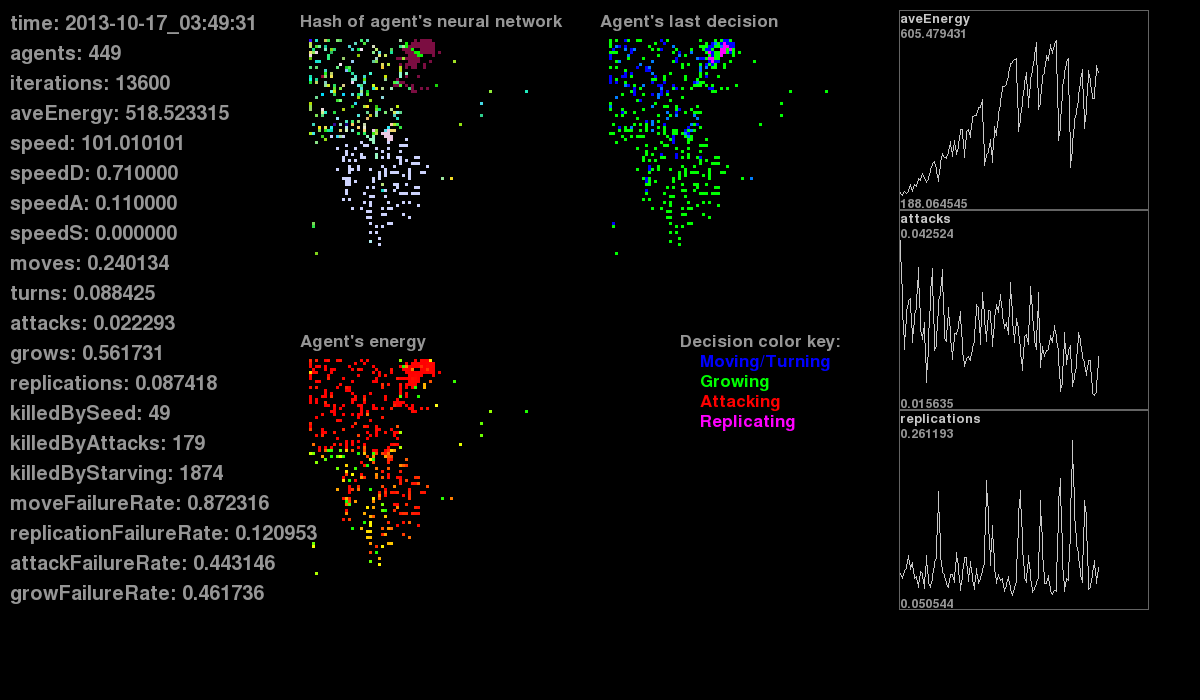 time: 2013-10-17_03:49:31
agents: 449
iterations: 13600
aveEnergy: 518.523315
speed: 101.010101
speedD: 0.710000
speedA: 0.110000
speedS: 0.000000
moves: 0.240134
turns: 0.088425
attacks: 0.022293
grows: 0.561731
replications: 0.087418
killedBySeed: 49
killedByAttacks: 179
killedByStarving: 1874
moveFailureRate: 0.872316
replicationFailureRate: 0.120953
attackFailureRate: 0.443146
growFailureRate: 0.461736
Hash of agent's neural network
Agent's last decision
Agent's energy
Decision color key:
Moving/Turning
Growing
Attacking
Replicating
aveEnergy
605.479431
188.064545
attacks
0.042524
0.015635
replications
0.261193
0.050544